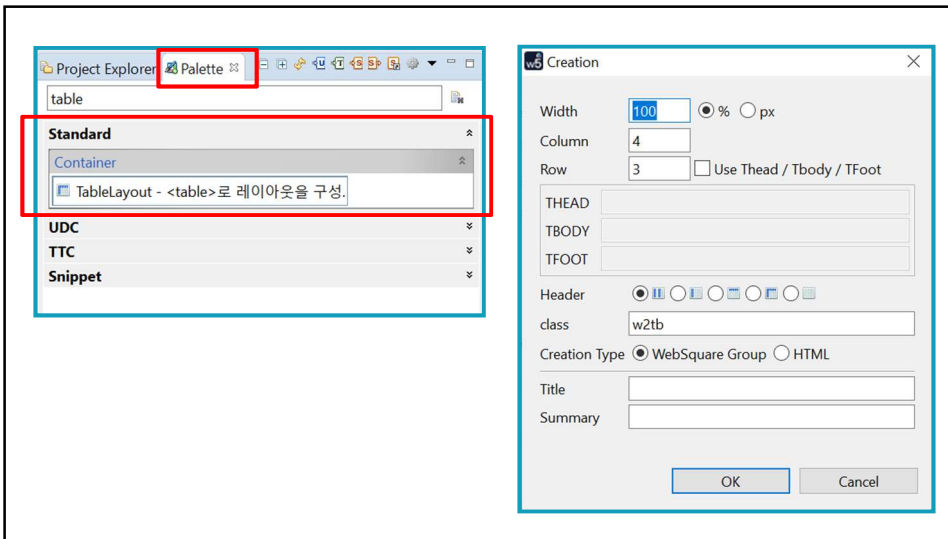 Project Explorer
Palette
table
Standard
Container
TableLayout - <table>로 레이아웃을 구성.
UDC
TTC
Snippet
w5 Creation
Width 100 % px
Column 4
Row 3 Use Thead / Tbody / TFoot
THEAD
TBODY
TFOOT
Header
class w2tb
Creation Type WebSquare Group HTML
Title
Summary
OK Cancel